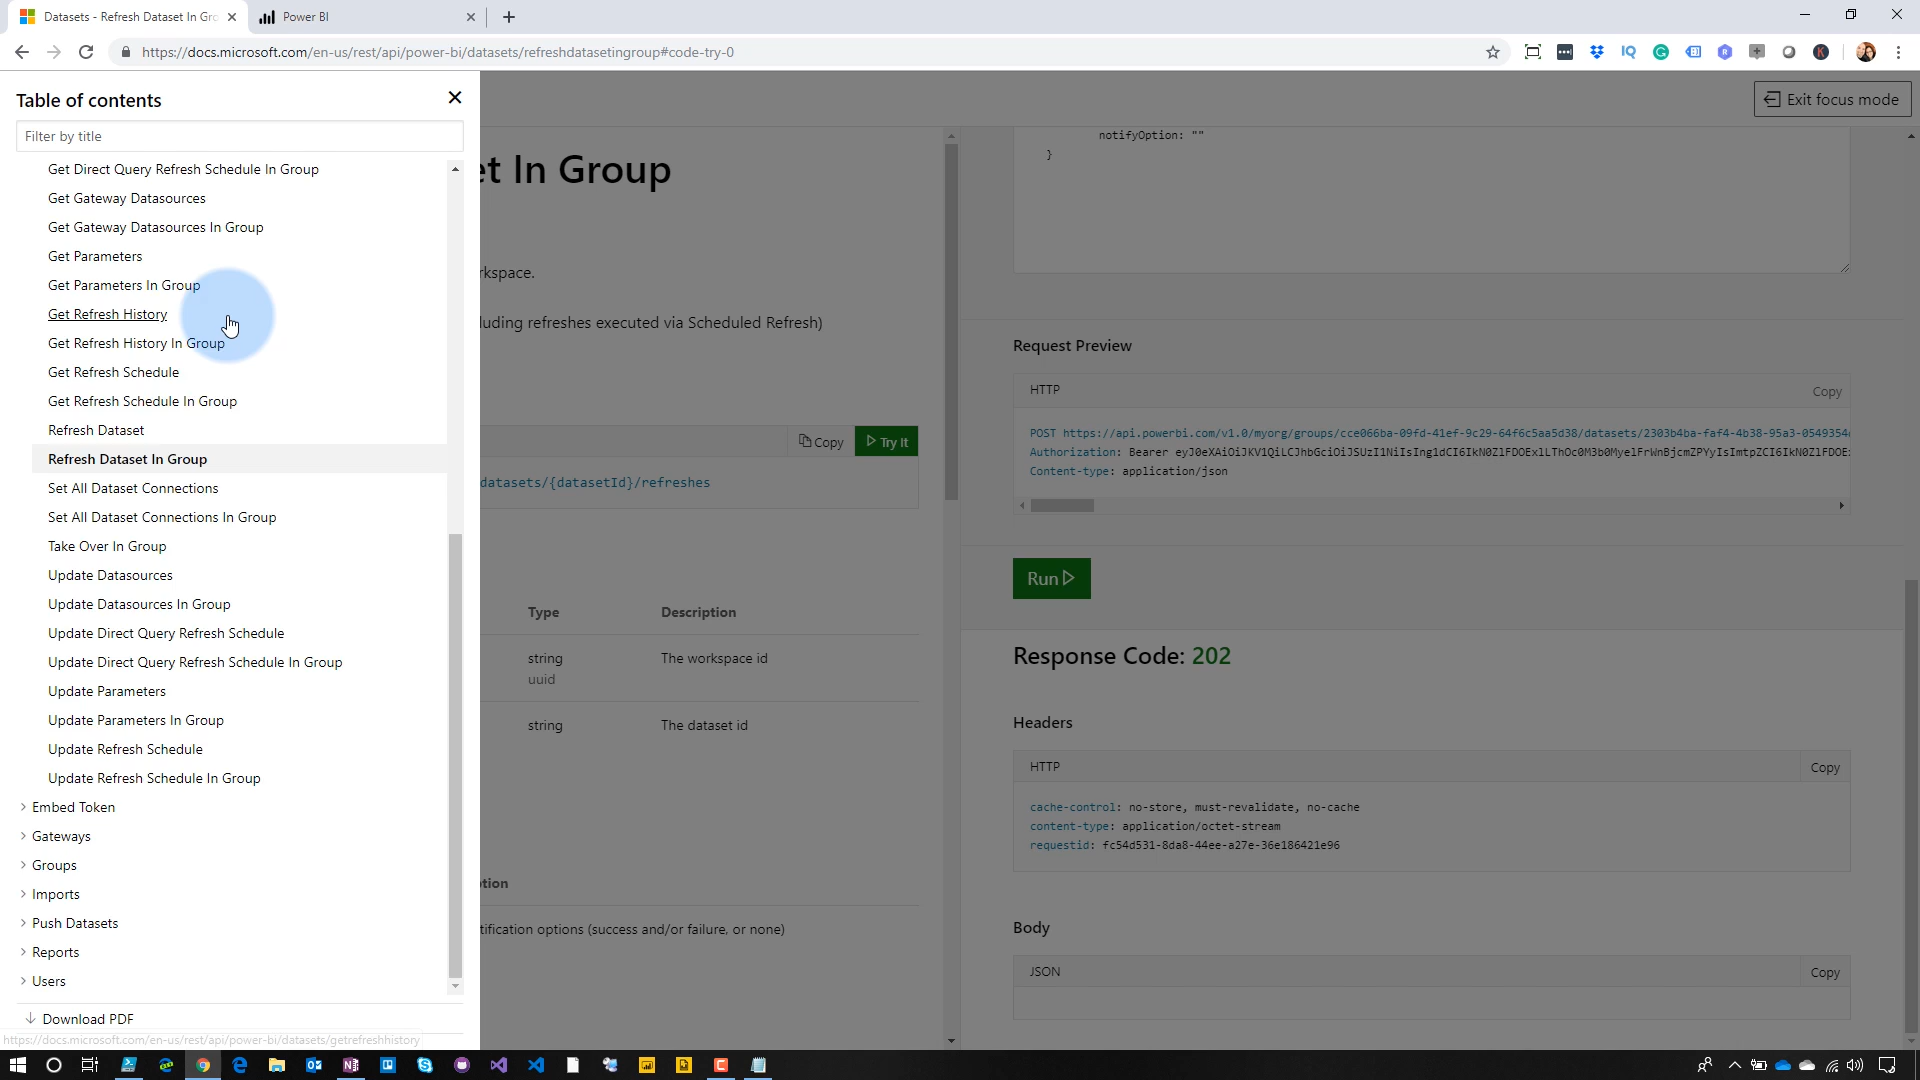 Datasets - Refresh Dataset In Gro
Power BI
https://docs.microsoft.com/en-us/rest/api/power-bi/datasets/refreshdatasetingroup#code-try-0
Table of contents
Exit focus mode
Filter by title
Get Direct Query Refresh Schedule In Group
Get Gateway Datasources
Get Gateway Datasources In Group
Get Parameters
Get Parameters In Group
Get Refresh History
Get Refresh History In Group
Get Refresh Schedule
Get Refresh Schedule In Group
Refresh Dataset
Refresh Dataset In Group
Set All Dataset Connections
Set All Dataset Connections In Group
Take Over In Group
Update Datasources
Update Datasources In Group
Update Direct Query Refresh Schedule
Update Direct Query Refresh Schedule In Group
Update Parameters
Update Parameters In Group
Update Refresh Schedule
Update Refresh Schedule In Group
Embed Token
Gateways
Groups
Imports
Push Datasets
Reports
Users
Download PDF
https://docs.microsoft.com/en-us/rest/api/power-bi/datasets/getrefreshhistory
et In Group
rkspace.
luding refreshes executed via Scheduled Refresh)
Copy
Try It
datasets/{datasetId}/refreshes
Type Description
string The workspace id
uuid
string The dataset id
tion
tification options (success and/or failure, or none)
notifyOption: ""
}
Request Preview
HTTP Copy
POST https://api.powerbi.com/v1.0/myorg/groups/cce066ba-09fd-41ef-9c29-64f6c5aa5d38/datasets/2303b4ba-faf4-4b38-95a3-0549354
Authorization: Bearer
Content-type: application/json
Run
Response Code: 202
Headers
HTTP Copy
cache-control: no-store, must-revalidate, no-cache
content-type: application/octet-stream
requestid: fc54d531-8da8-44ee-a27e-36e186421e96
Body
JSON Copy